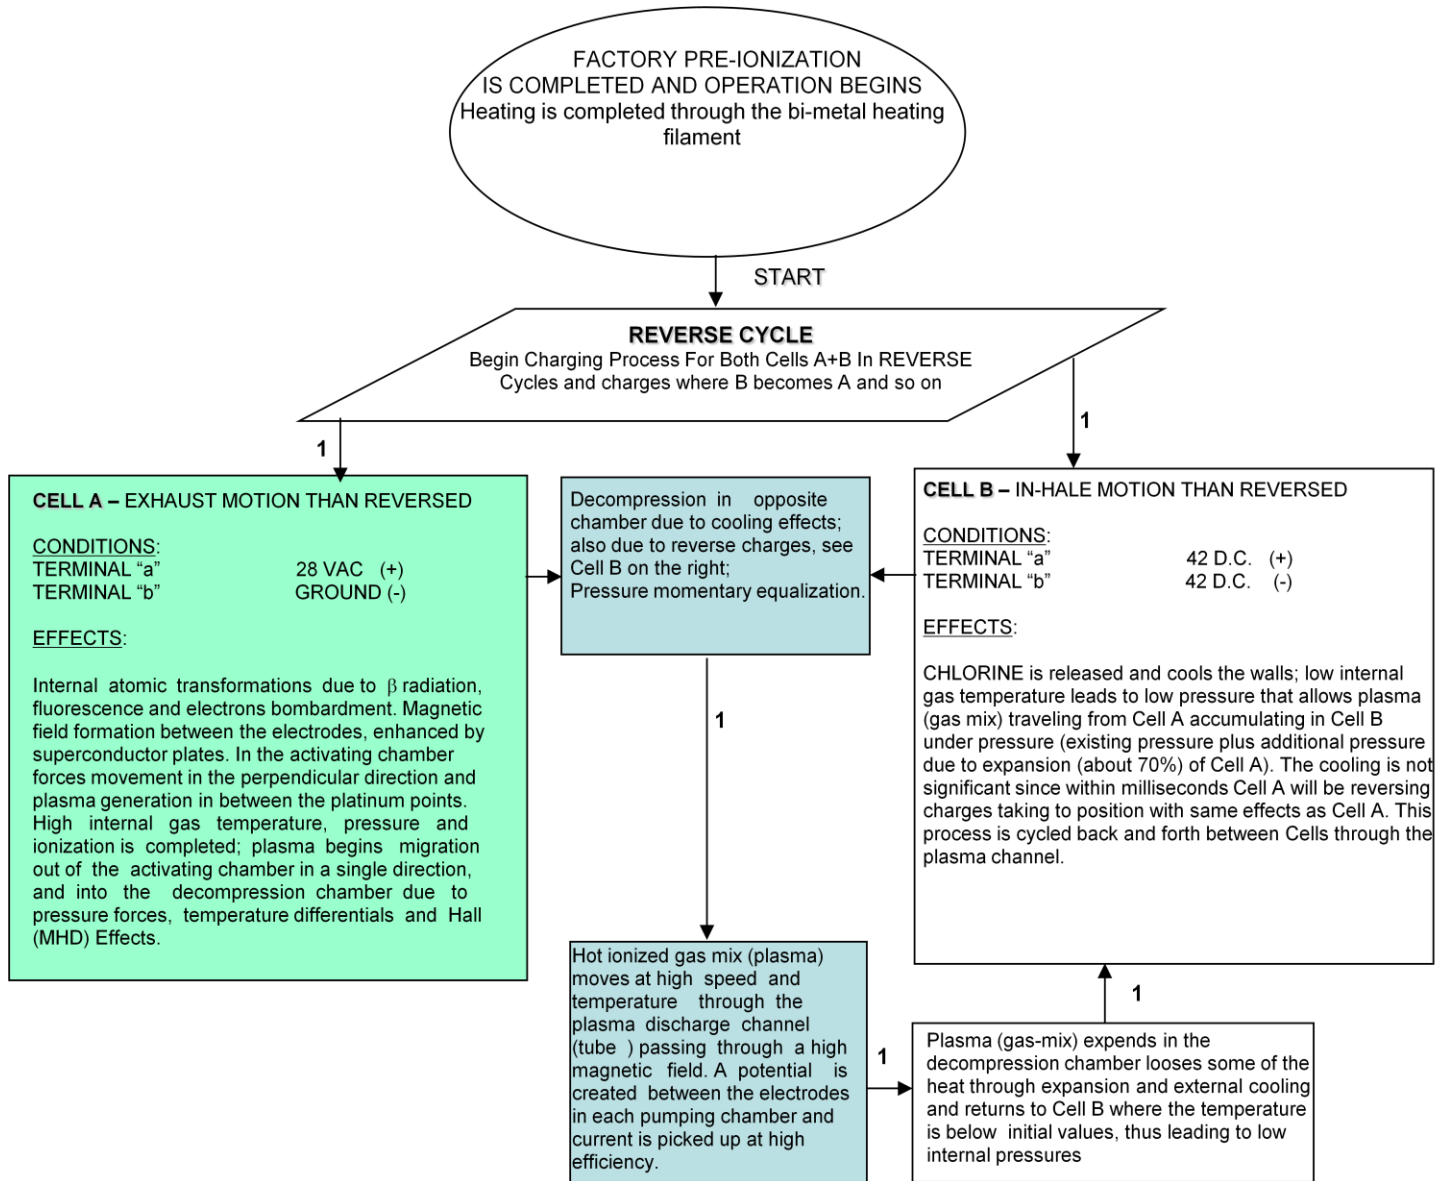 FACTORY PRE-IONIZATION
IS COMPLETED AND OPERATION BEGINS
Heating is completed through the bi-metal heating
filament
START
REVERSE CYCLE
Begin Charging Process For Both Cells A+B In REVERSE
Cycles and charges where B becomes A and so on
1
1
CELL A – EXHAUST MOTION THAN REVERSED
CONDITIONS:
TERMINAL “a” 28 VAC (+)
TERMINAL “b” GROUND (-)
EFFECTS:
Internal atomic transformations due to β radiation,
fluorescence and electrons bombardment. Magnetic
field formation between the electrodes, enhanced by
superconductor plates. In the activating chamber
forces movement in the perpendicular direction and
plasma generation in between the platinum points.
High internal gas temperature, pressure and
ionization is completed; plasma begins migration
out of the activating chamber in a single direction,
and into the decompression chamber due to
pressure forces, temperature differentials and Hall
(MHD) Effects.
Decompression in opposite
chamber due to cooling effects;
also due to reverse charges, see
Cell B on the right;
Pressure momentary equalization.
CELL B – IN-HALE MOTION THAN REVERSED
CONDITIONS:
TERMINAL “a” 42 D.C. (+)
TERMINAL “b” 42 D.C. (-)
EFFECTS:
CHLORINE is released and cools the walls; low internal
gas temperature leads to low pressure that allows plasma
(gas mix) traveling from Cell A accumulating in Cell B
under pressure (existing pressure plus additional pressure
due to expansion (about 70%) of Cell A). The cooling is not
significant since within milliseconds Cell A will be reversing
charges taking to position with same effects as Cell A. This
process is cycled back and forth between Cells through the
plasma channel.
1
Hot ionized gas mix (plasma)
moves at high speed and
temperature through the
plasma discharge channel
(tube ) passing through a high
magnetic field. A potential is
created between the electrodes
in each pumping chamber and
current is picked up at high
efficiency.
1
1
Plasma (gas-mix) expends in the
decompression chamber looses some of the
heat through expansion and external cooling
and returns to Cell B where the temperature
is below initial values, thus leading to low
internal pressures